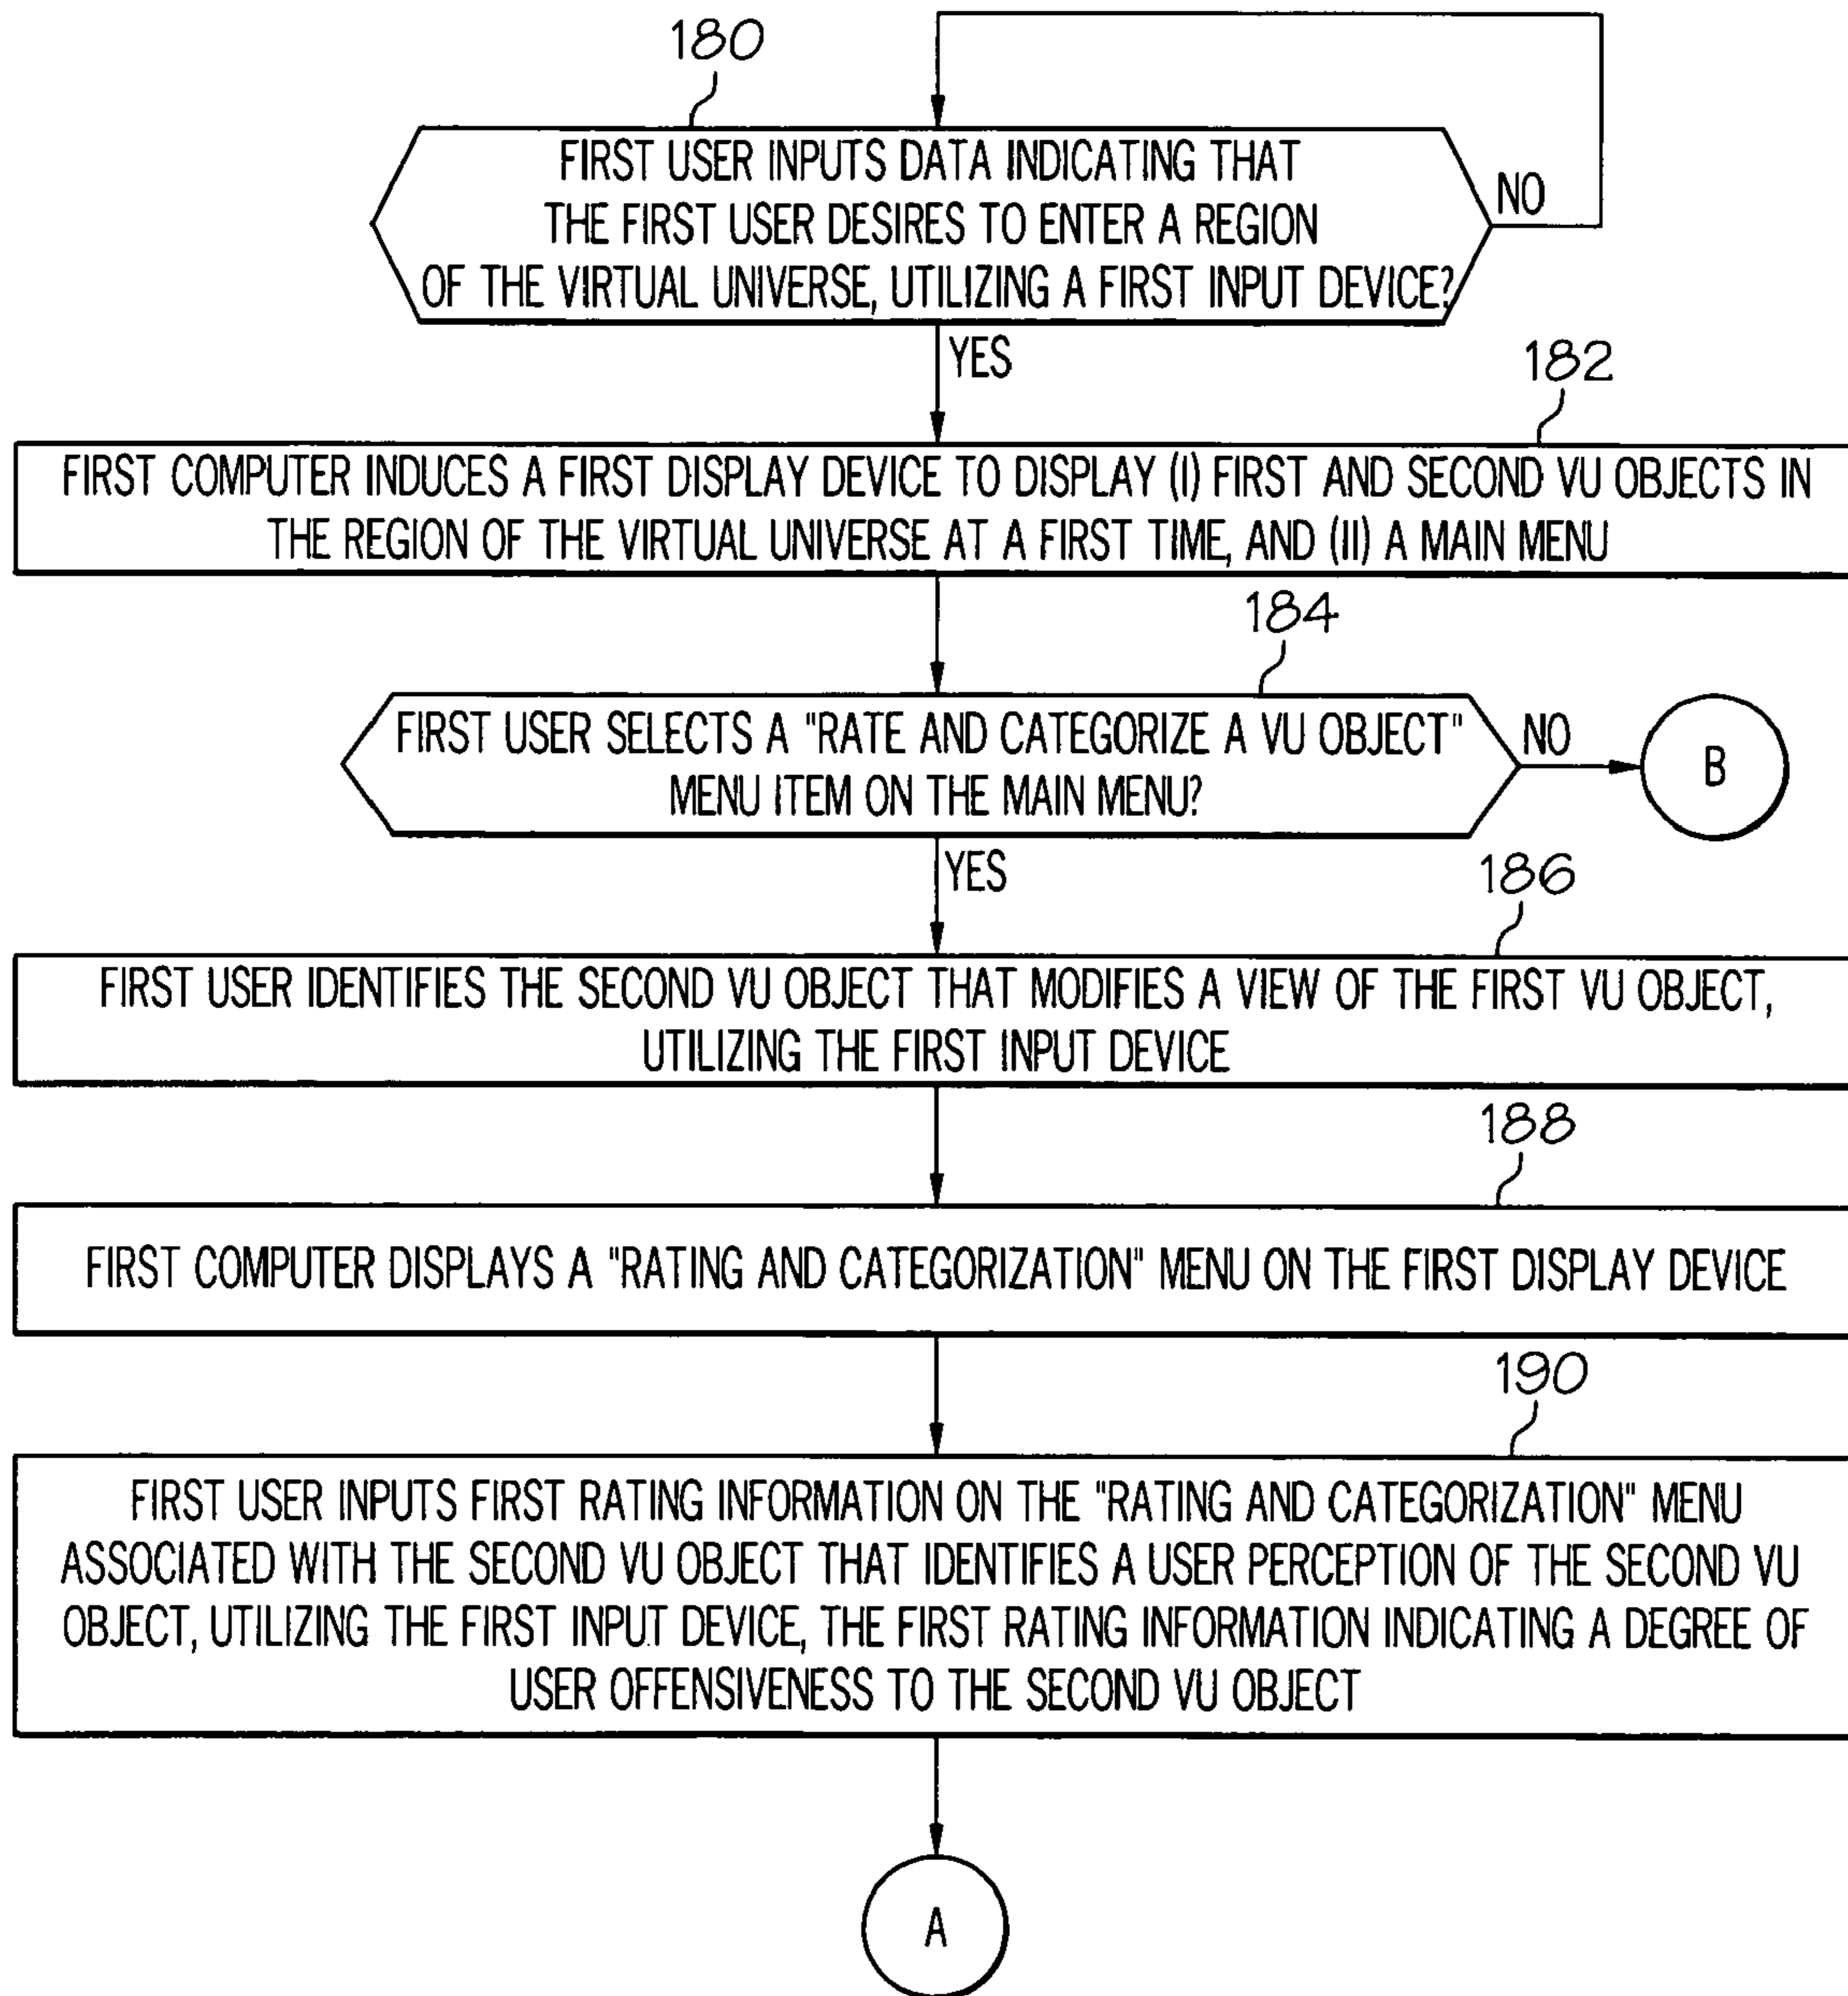 180
FIRST USER INPUTS DATA INDICATING THAT
THE FIRST USER DESIRES TO ENTER A REGION
OF THE VIRTUAL UNIVERSE, UTILIZING A FIRST INPUT DEVICE?
NO
YES
182
FIRST COMPUTER INDUCES A FIRST DISPLAY DEVICE TO DISPLAY (I) FIRST AND SECOND VU OBJECTS IN
THE REGION OF THE VIRTUAL UNIVERSE AT A FIRST TIME, AND (II) A MAIN MENU
184
FIRST USER SELECTS A "RATE AND CATEGORIZE A VU OBJECT"
MENU ITEM ON THE MAIN MENU?
NO
B
YES
186
FIRST USER IDENTIFIES THE SECOND VU OBJECT THAT MODIFIES A VIEW OF THE FIRST VU OBJECT,
UTILIZING THE FIRST INPUT DEVICE
188
FIRST COMPUTER DISPLAYS A "RATING AND CATEGORIZATION" MENU ON THE FIRST DISPLAY DEVICE
190
FIRST USER INPUTS FIRST RATING INFORMATION ON THE "RATING AND CATEGORIZATION" MENU
ASSOCIATED WITH THE SECOND VU OBJECT THAT IDENTIFIES A USER PERCEPTION OF THE SECOND VU
OBJECT, UTILIZING THE FIRST INPUT DEVICE, THE FIRST RATING INFORMATION INDICATING A DEGREE OF
USER OFFENSIVENESS TO THE SECOND VU OBJECT
A